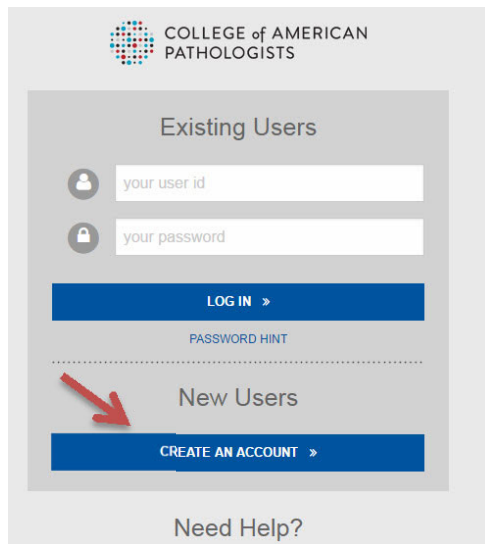 COLLEGE of AMERICAN
PATHOLOGISTS
Existing Users
your user id
your password
LOG IN »
PASSWORD HINT
New Users
CREATE AN ACCOUNT »
Need Help?